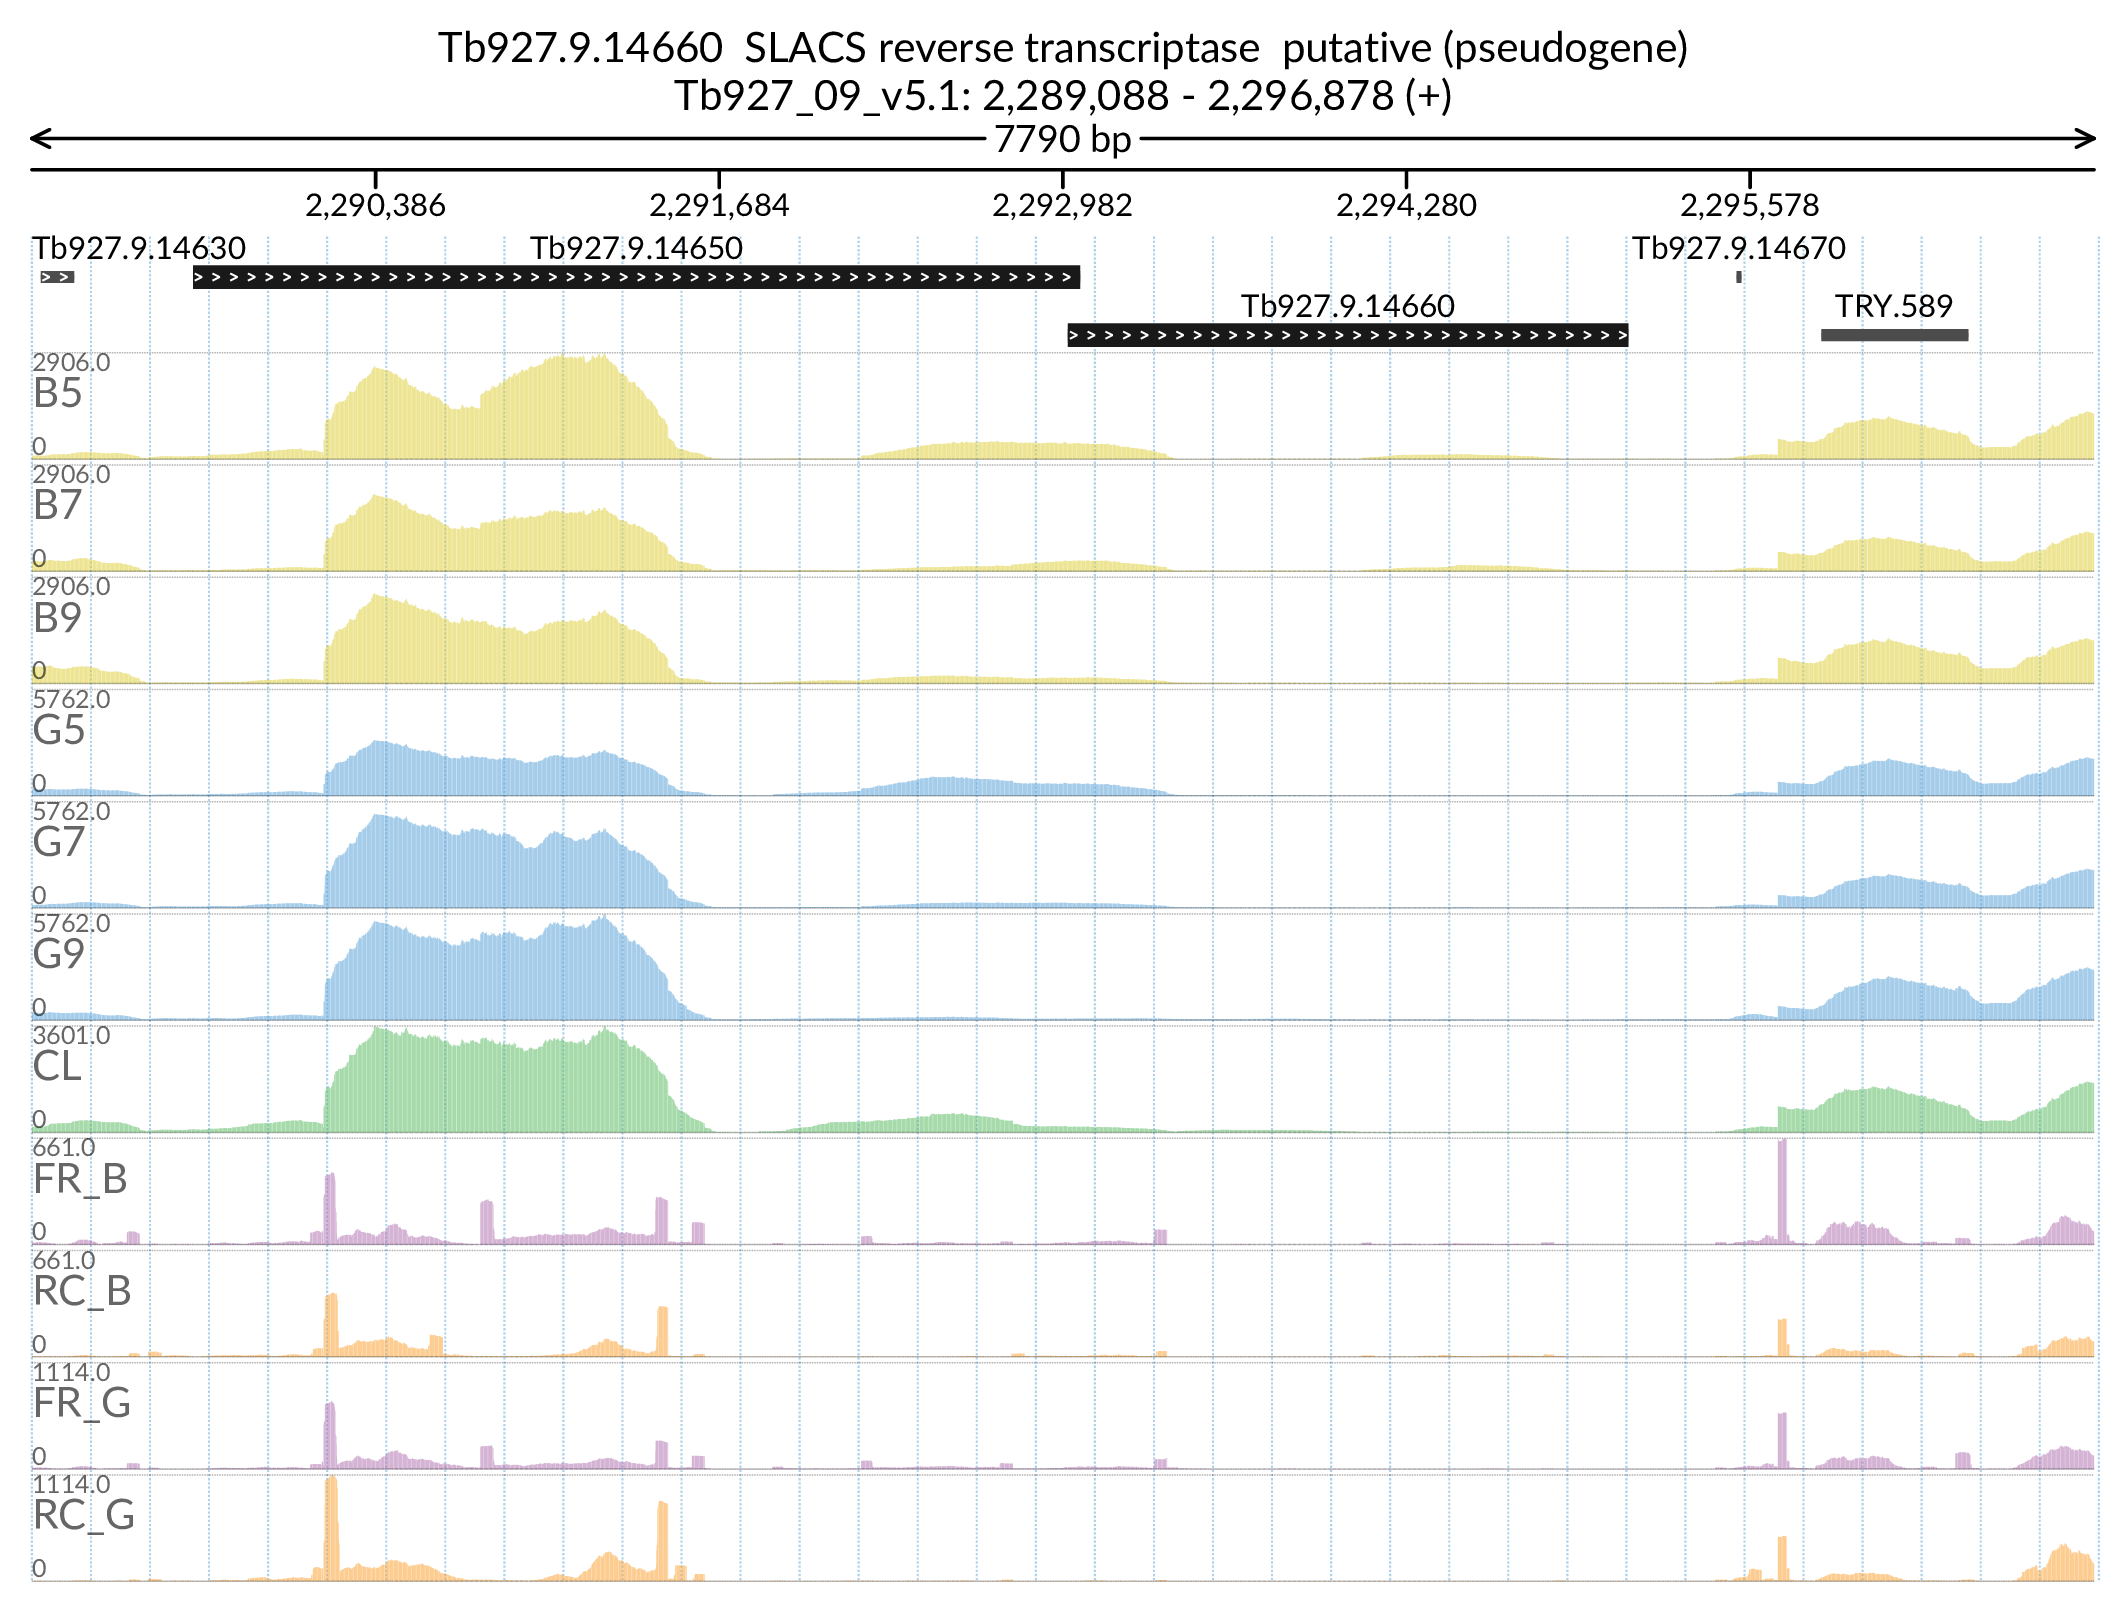 Tb927.9.14660  SLACS reverse transcriptase  putative (pseudogene)
Tb927_09_v5.1: 2,289,088 - 2,296,878 (+)
7790 bp
2,290,386 2,291,684 2,292,982 2,294,280 2,295,578
Tb927.9.14630 Tb927.9.14650 Tb927.9.14670
Tb927.9.14660 TRY.589
2906.0
B5
0
2906.0
B7
0
2906.0
B9
0
5762.0
G5
0
5762.0
G7
0
5762.0
G9
0
3601.0
CL
0
661.0
FR_B
0
661.0
RC_B
0
1114.0
FR_G
0
1114.0
RC_G
0